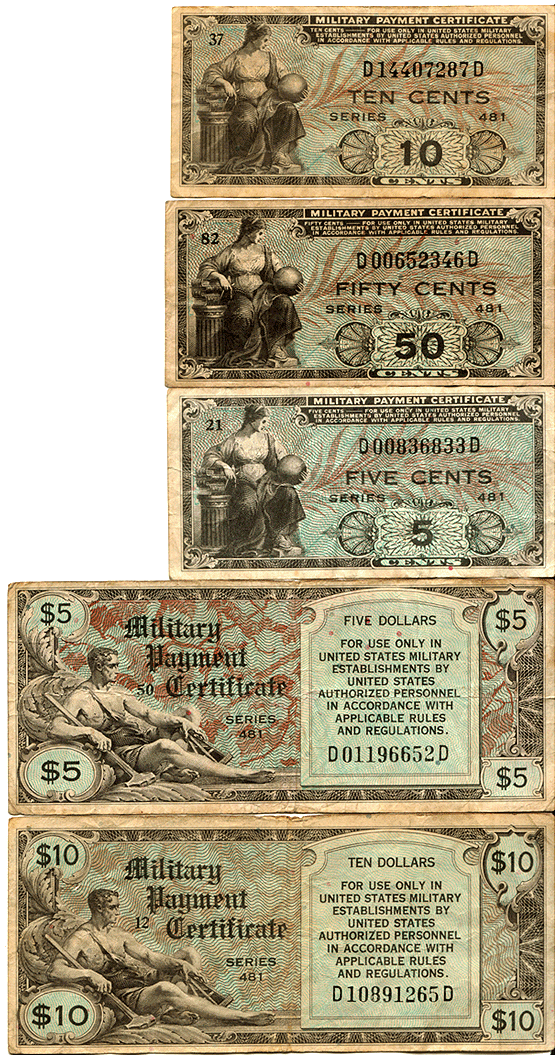 MILITARY PAYMENT CERTIFICATE
TEN CENTS — FOR USE ONLY IN UNITED STATES MILITARY
ESTABLISHMENTS BY UNITED STATES AUTHORIZED PERSONNEL
IN ACCORDANCE WITH APPLICABLE RULES AND REGULATIONS.
37
D14407287D
TEN CENTS
SERIES 481
10
CENTS
MILITARY PAYMENT CERTIFICATE
FIFTY CENTS — FOR USE ONLY IN UNITED STATES MILITARY
ESTABLISHMENTS BY UNITED STATES AUTHORIZED PERSONNEL
IN ACCORDANCE WITH APPLICABLE RULES AND REGULATIONS.
82
D00652346D
FIFTY CENTS
SERIES 481
50
CENTS
MILITARY PAYMENT CERTIFICATE
FIVE CENTS — FOR USE ONLY IN UNITED STATES MILITARY
ESTABLISHMENTS BY UNITED STATES AUTHORIZED PERSONNEL
IN ACCORDANCE WITH APPLICABLE RULES AND REGULATIONS.
21
D00836833D
FIVE CENTS
SERIES 481
5
CENTS
$5
Military
Payment
50 Certificate
SERIES
481
$5
FIVE DOLLARS
FOR USE ONLY IN
UNITED STATES MILITARY
ESTABLISHMENTS BY
UNITED STATES
AUTHORIZED PERSONNEL
IN ACCORDANCE WITH
APPLICABLE RULES
AND REGULATIONS.
D01196652D
$5
$5
$10
Military
Payment
12 Certificate
SERIES
481
$10
TEN DOLLARS
FOR USE ONLY IN
UNITED STATES MILITARY
ESTABLISHMENTS BY
UNITED STATES
AUTHORIZED PERSONNEL
IN ACCORDANCE WITH
APPLICABLE RULES
AND REGULATIONS.
D10891265D
$10
$10